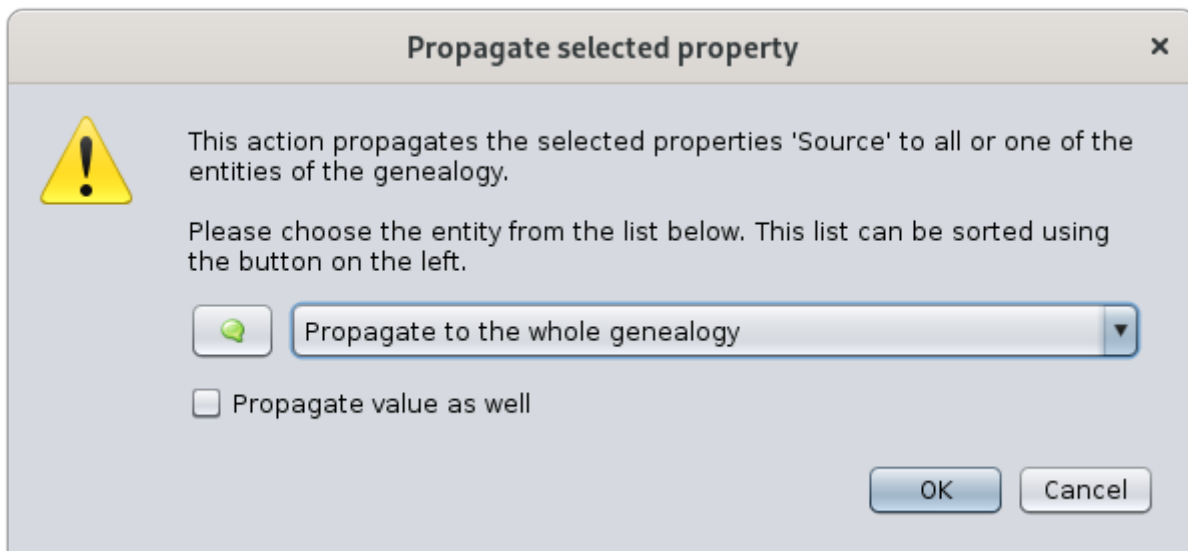 Propagate selected property
This action propagates the selected properties 'Source' to all or one of the
entities of the genealogy.
Please choose the entity from the list below. This list can be sorted using
the button on the left.
Propagate to the whole genealogy
Propagate value as well
OK Cancel